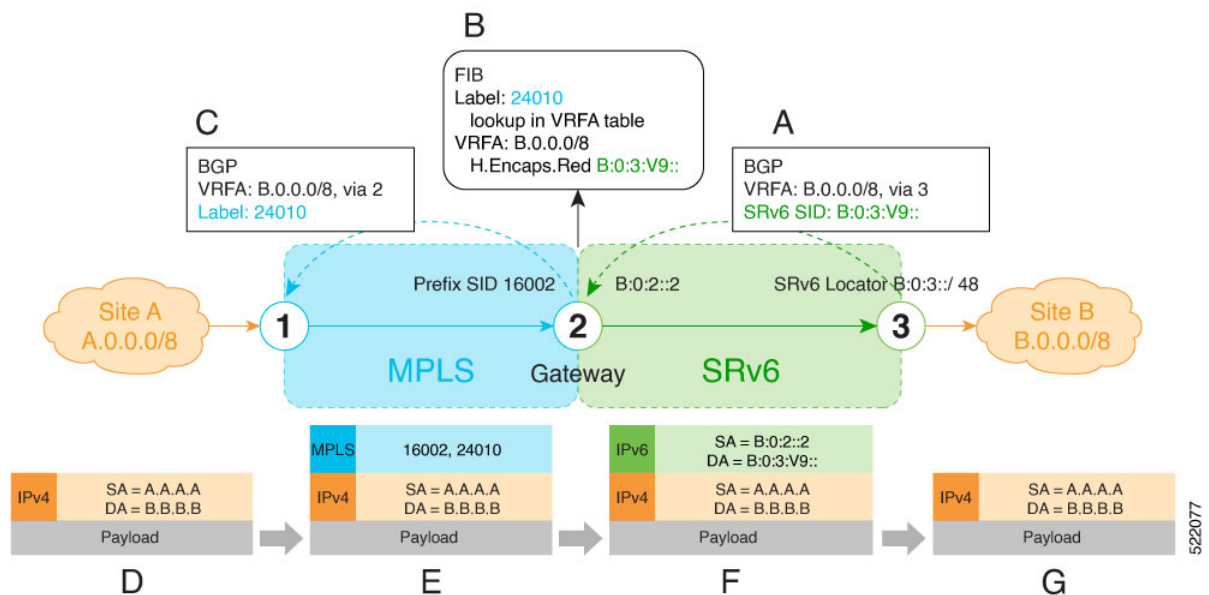 B
FIB
Label: 24010
lookup in VRFA table
VRFA: B.0.0.0/8
H.Encaps.Red B:0:3:V9::
C
BGP
VRFA: B.0.0.0/8, via 2
Label: 24010
A
BGP
VRFA: B.0.0.0/8, via 3
SRv6 SID: B:0:3:V9::
Prefix SID 16002
B:0:2::2
SRv6 Locator B:0:3::/ 48
Site A
A.0.0.0/8
1
2
3
Site B
B.0.0.0/8
MPLS
Gateway
SRv6
IPv4
SA = A.A.A.A
DA = B.B.B.B
Payload
D
MPLS
16002, 24010
IPv4
SA = A.A.A.A
DA = B.B.B.B
Payload
E
IPv6
SA = B:0:2::2
DA = B:0:3:V9::
IPv4
SA = A.A.A.A
DA = B.B.B.B
Payload
F
IPv4
SA = A.A.A.A
DA = B.B.B.B
Payload
G
522077